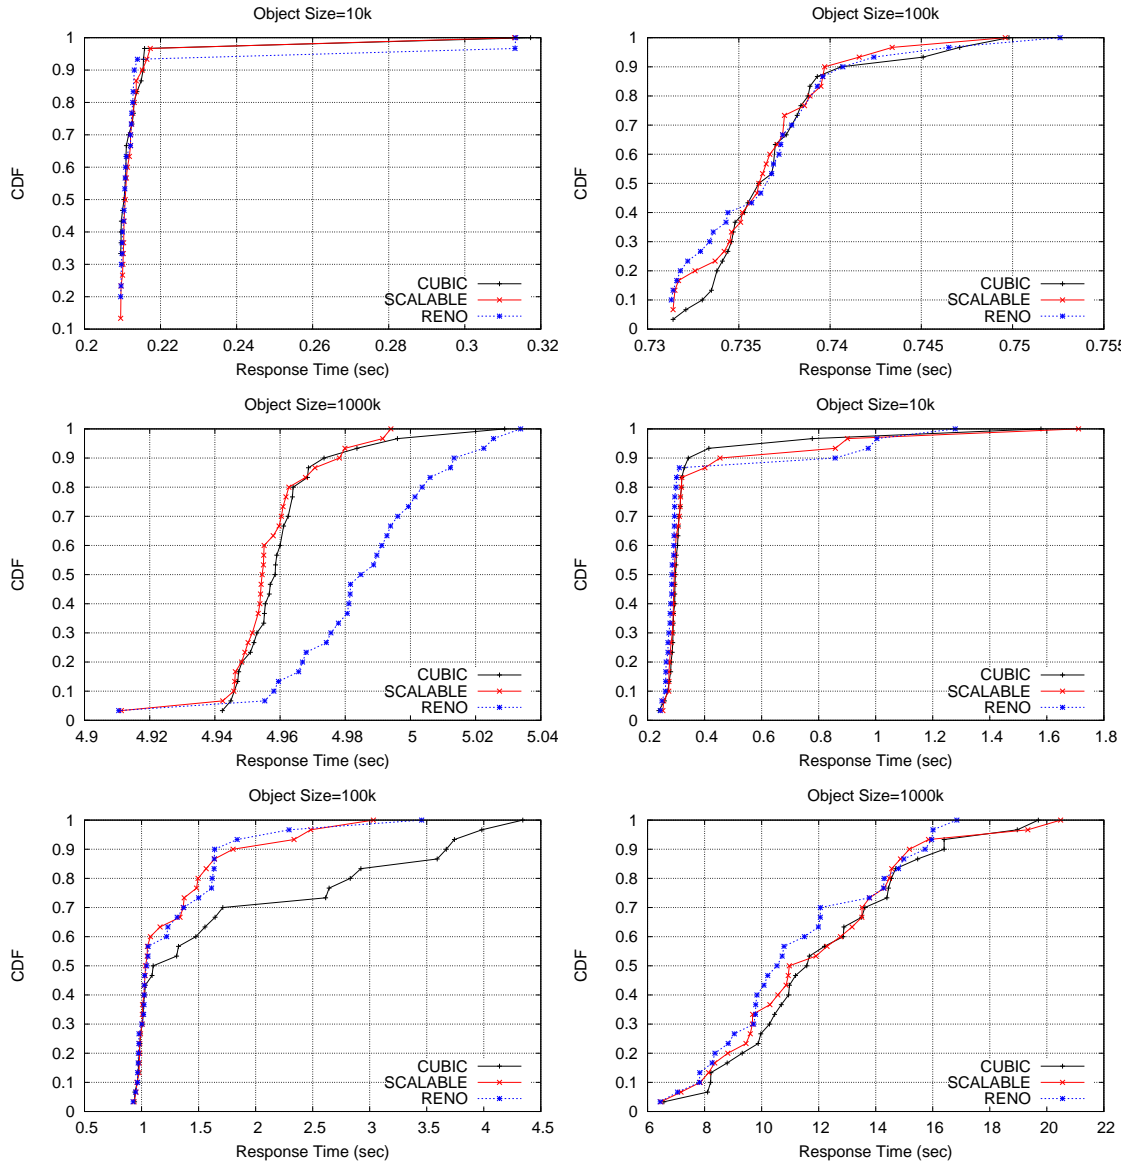 Object Size=10k
1
0.9
0.8
0.7
0.6
0.5
0.4
0.3
0.2
0.1
CDF
CUBIC
SCALABLE
RENO
0.2 0.22 0.24 0.26 0.28 0.3 0.32
Response Time (sec)
Object Size=100k
1
0.9
0.8
0.7
0.6
0.5
0.4
0.3
0.2
0.1
0
CDF
CUBIC
SCALABLE
RENO
0.73 0.735 0.74 0.745 0.75 0.755
Response Time (sec)
Object Size=1000k
1
0.9
0.8
0.7
0.6
0.5
0.4
0.3
0.2
0.1
0
CDF
CUBIC
SCALABLE
RENO
4.9 4.92 4.94 4.96 4.98 5 5.02 5.04
Response Time (sec)
Object Size=10k
1
0.9
0.8
0.7
0.6
0.5
0.4
0.3
0.2
0.1
0
CDF
CUBIC
SCALABLE
RENO
0.2 0.4 0.6 0.8 1 1.2 1.4 1.6 1.8
Response Time (sec)
Object Size=100k
1
0.9
0.8
0.7
0.6
0.5
0.4
0.3
0.2
0.1
0
CDF
CUBIC
SCALABLE
RENO
0.5 1 1.5 2 2.5 3 3.5 4 4.5
Response Time (sec)
Object Size=1000k
1
0.9
0.8
0.7
0.6
0.5
0.4
0.3
0.2
0.1
0
CDF
CUBIC
SCALABLE
RENO
6 8 10 12 14 16 18 20 22
Response Time (sec)